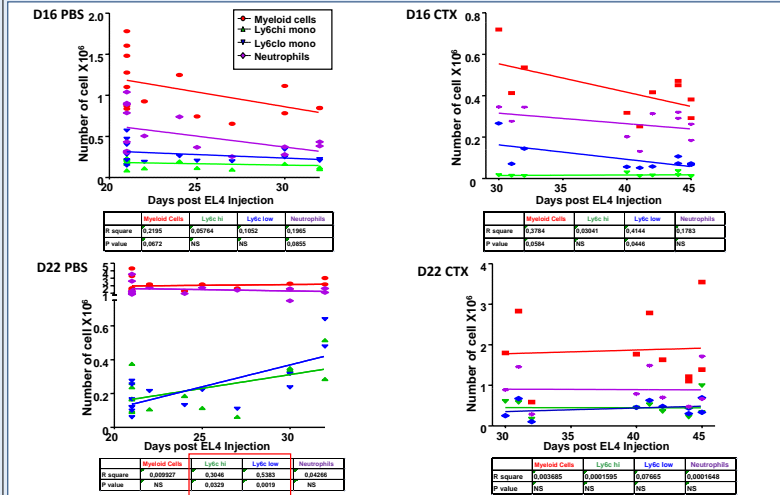 D16 PBS
Number of cell X10⁶
2.0
1.5
1.0
0.5
0.0
20
25
30
Days post EL4 Injection
Myeloid cells
Ly6chi mono
Ly6clo mono
Neutrophils
Myeloid Cells Ly6c hi Ly6c low Neutrophils
R square 0,2195 0,05764 0,1052 0,1965
P value 0,0672 NS NS 0,0855
D16 CTX
Number of cell X10⁶
0.8
0.6
0.4
0.2
0.0
30
35
40
45
Days post EL4 Injection
Myeloid Cells Ly6c hi Ly6c low Neutrophils
R square 0,3784 0,03041 0,4144 0,1783
P value 0,0584 NS 0,0446 NS
D22 PBS
Number of cell X10⁶
5
4
3
2
1
0.6
0.4
0.2
0.0
20
25
30
Days post EL4 Injection
Myeloid Cells Ly6c hi Ly6c low Neutrophils
R square 0,009927 0,3046 0,5383 0,04266
P value NS 0,0329 0,0019 NS
D22 CTX
Number of cell X10⁶
4
3
2
1
0
30
35
40
45
Days post EL4 Injection
Myeloid Cells Ly6c hi Ly6c low Neutrophils
R square 0,003685 0,0001595 0,07665 0,0001648
P value NS NS NS NS